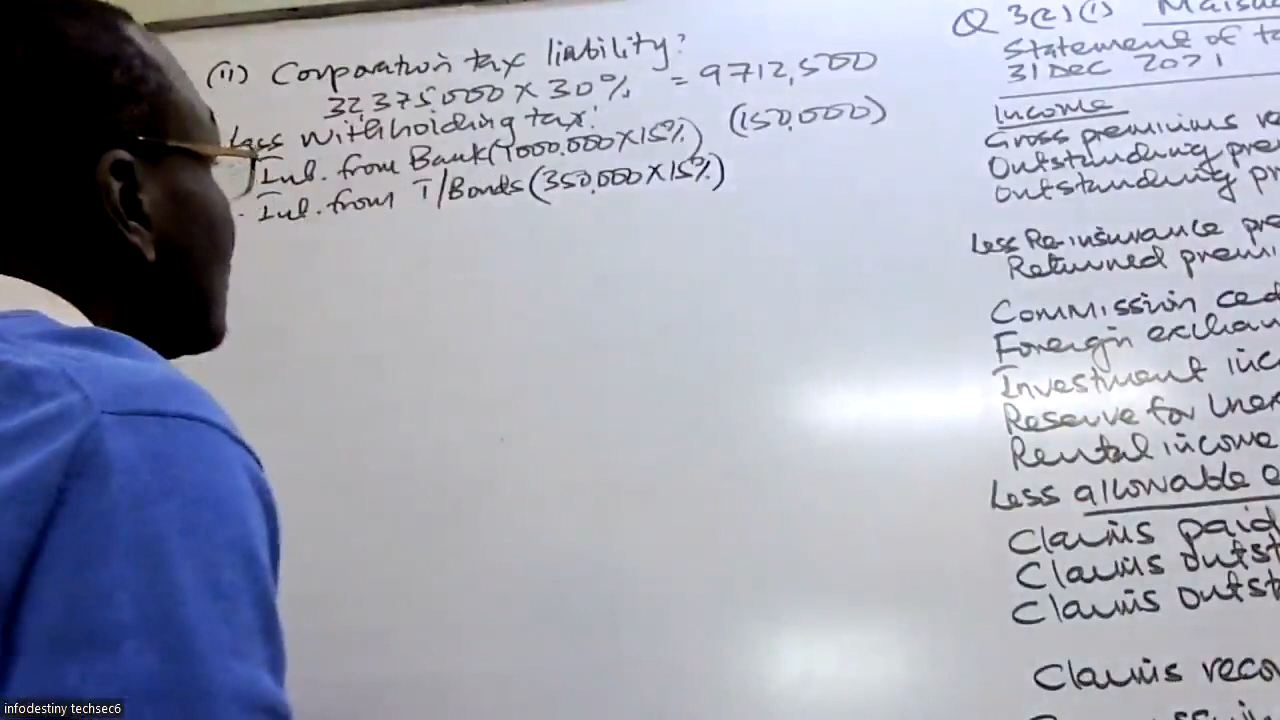 (ii) Corporation tax liability?
32,375,000 x 30% = 9712,500
Less withholding tax:
Int. from Bank (1000,000 x 15%) (150,000)
. Int. from T/Bonds (350,000 x 15%)
Q 3(c)(i)
Statement of
31 Dec 2021
Income
Gross premiums
Outstanding
Outstanding
Less Re-insurance
Returned
Commission
Foreign
Investment
Reserve for
Rental income
Less allowable
Claims paid
Claims
Claims
Claims
infodestiny techsec6